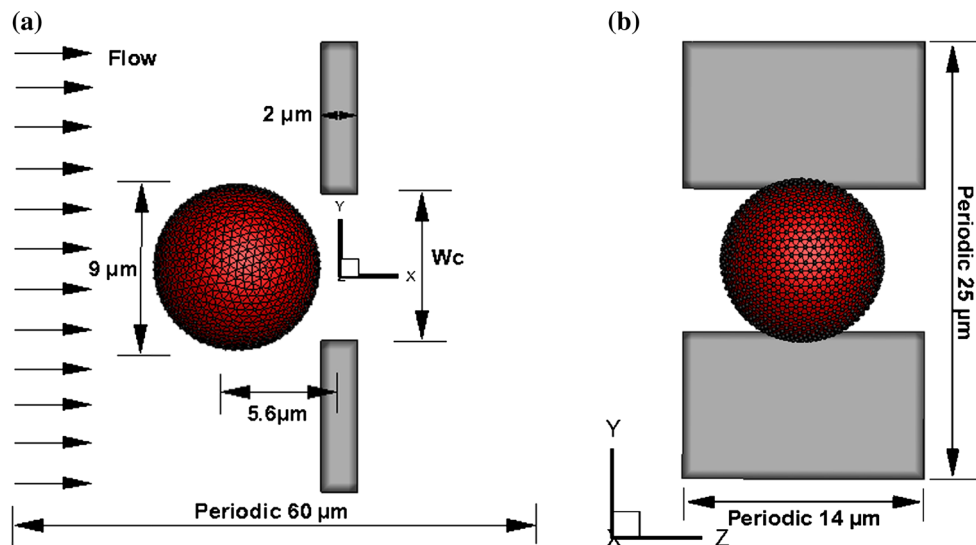 (a)
Flow
2 µm
Y
Z
X
Wc
9 µm
5.6µm
Periodic 60 µm
(b)
Periodic 25 µm
Y
X
Z
Periodic 14 µm